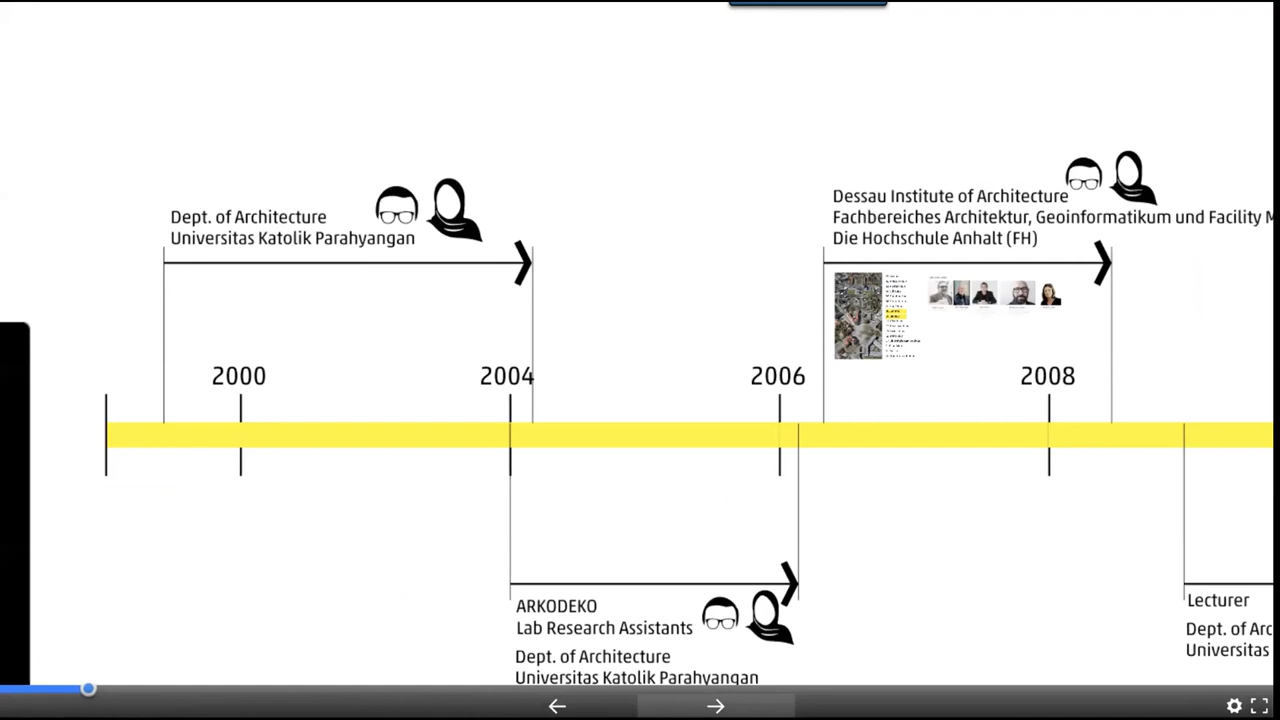 Dept. of Architecture
Universitas Katolik Parahyangan
Dessau Institute of Architecture
Fachbereiches Architektur, Geoinformatikum und Facility M
Die Hochschule Anhalt (FH)
2000
2004
2006
2008
ARKODEKO
Lab Research Assistants
Dept. of Architecture
Universitas Katolik Parahyangan
Lecturer
Dept. of Arc
Universitas